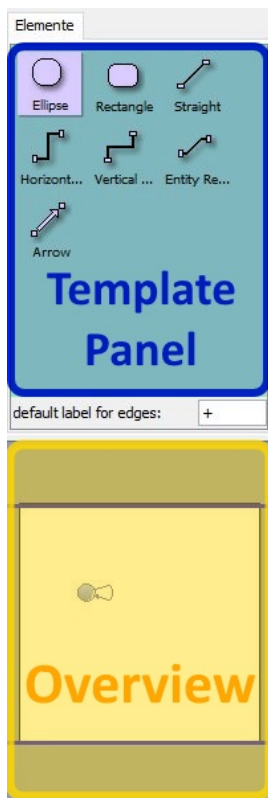 Elemente
Ellipse Rectangle Straight
Horizont... Vertical ... Entity Re...
Arrow
Template
Panel
default label for edges: +
Overview